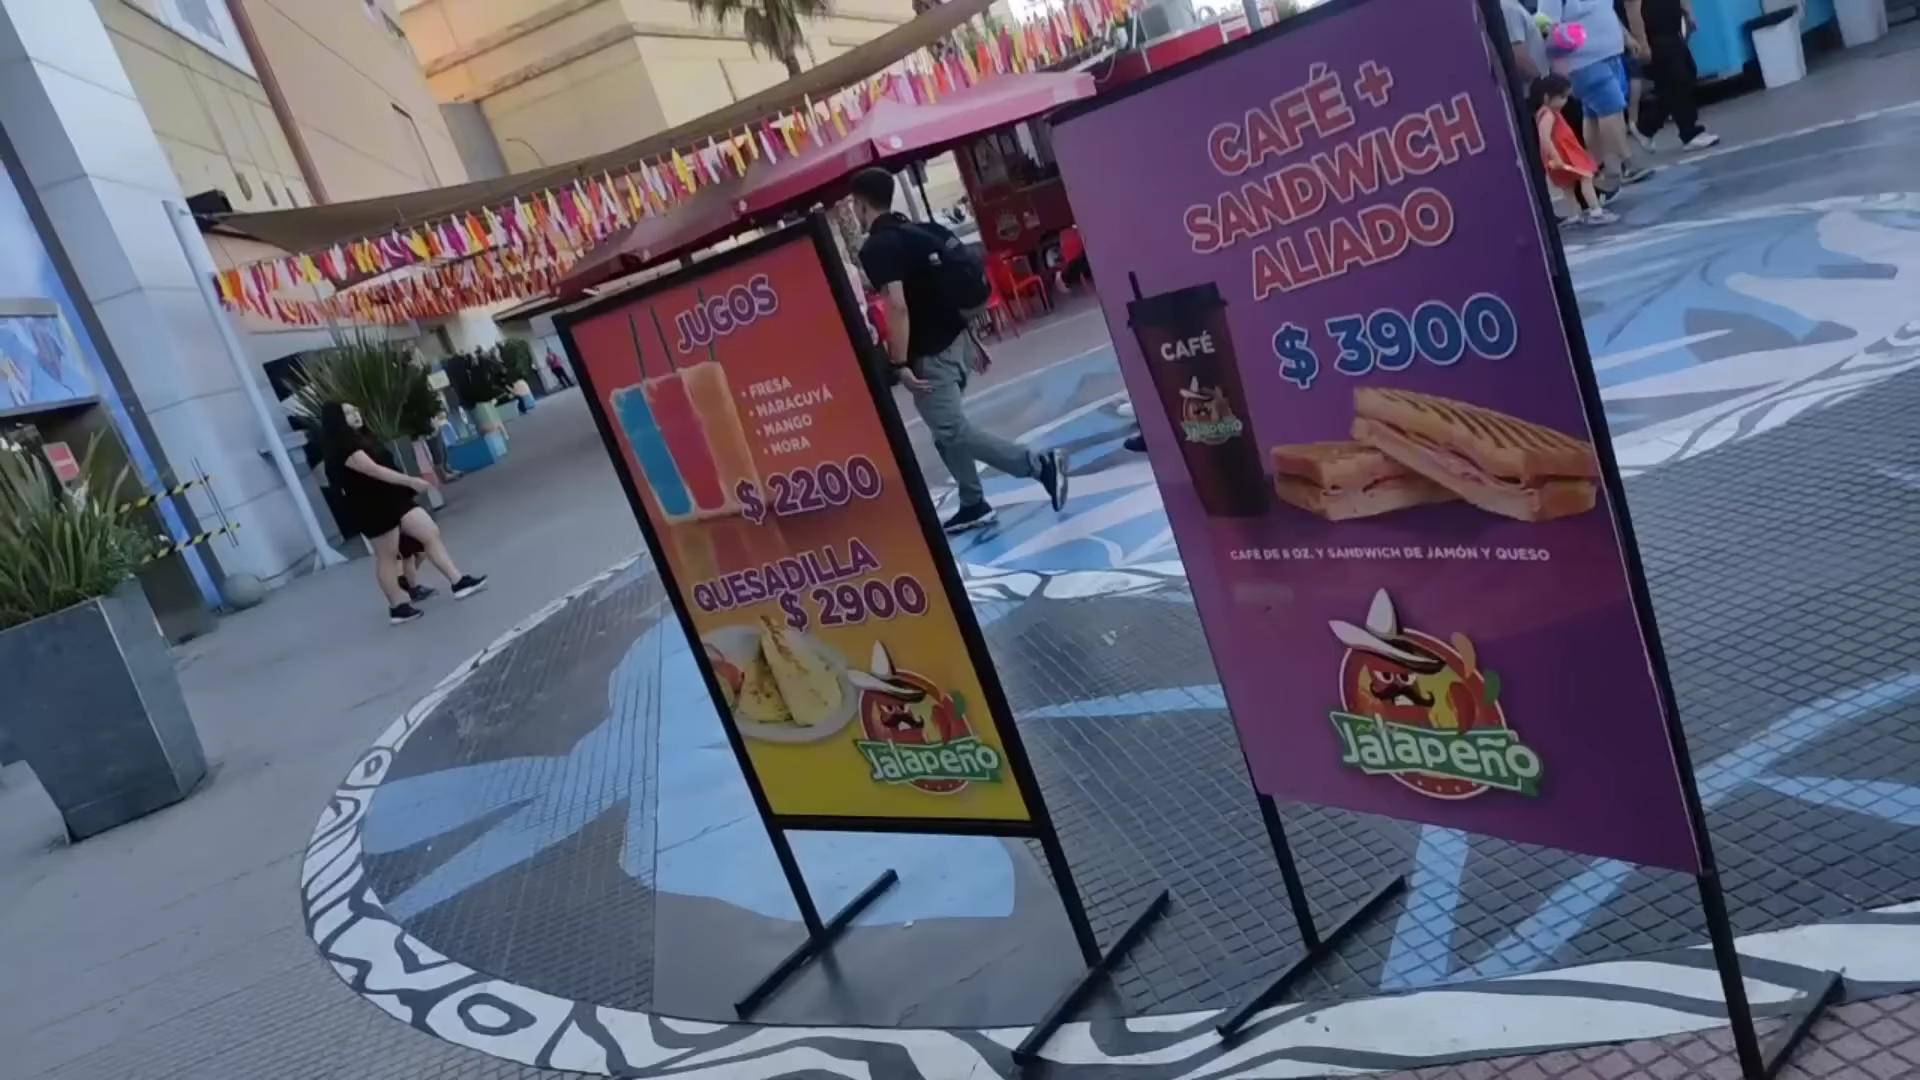 JUGOS
• FRESA
• MARACUYÁ
• MANGO
• MORA
$ 2200
QUESADILLA
$ 2900
Jalapeño
CAFÉ +
SANDWICH
ALIADO
$ 3900
CAFÉ
Jalapeño
CAFÉ DE 8 OZ. Y SANDWICH DE JAMÓN Y QUESO
Jalapeño